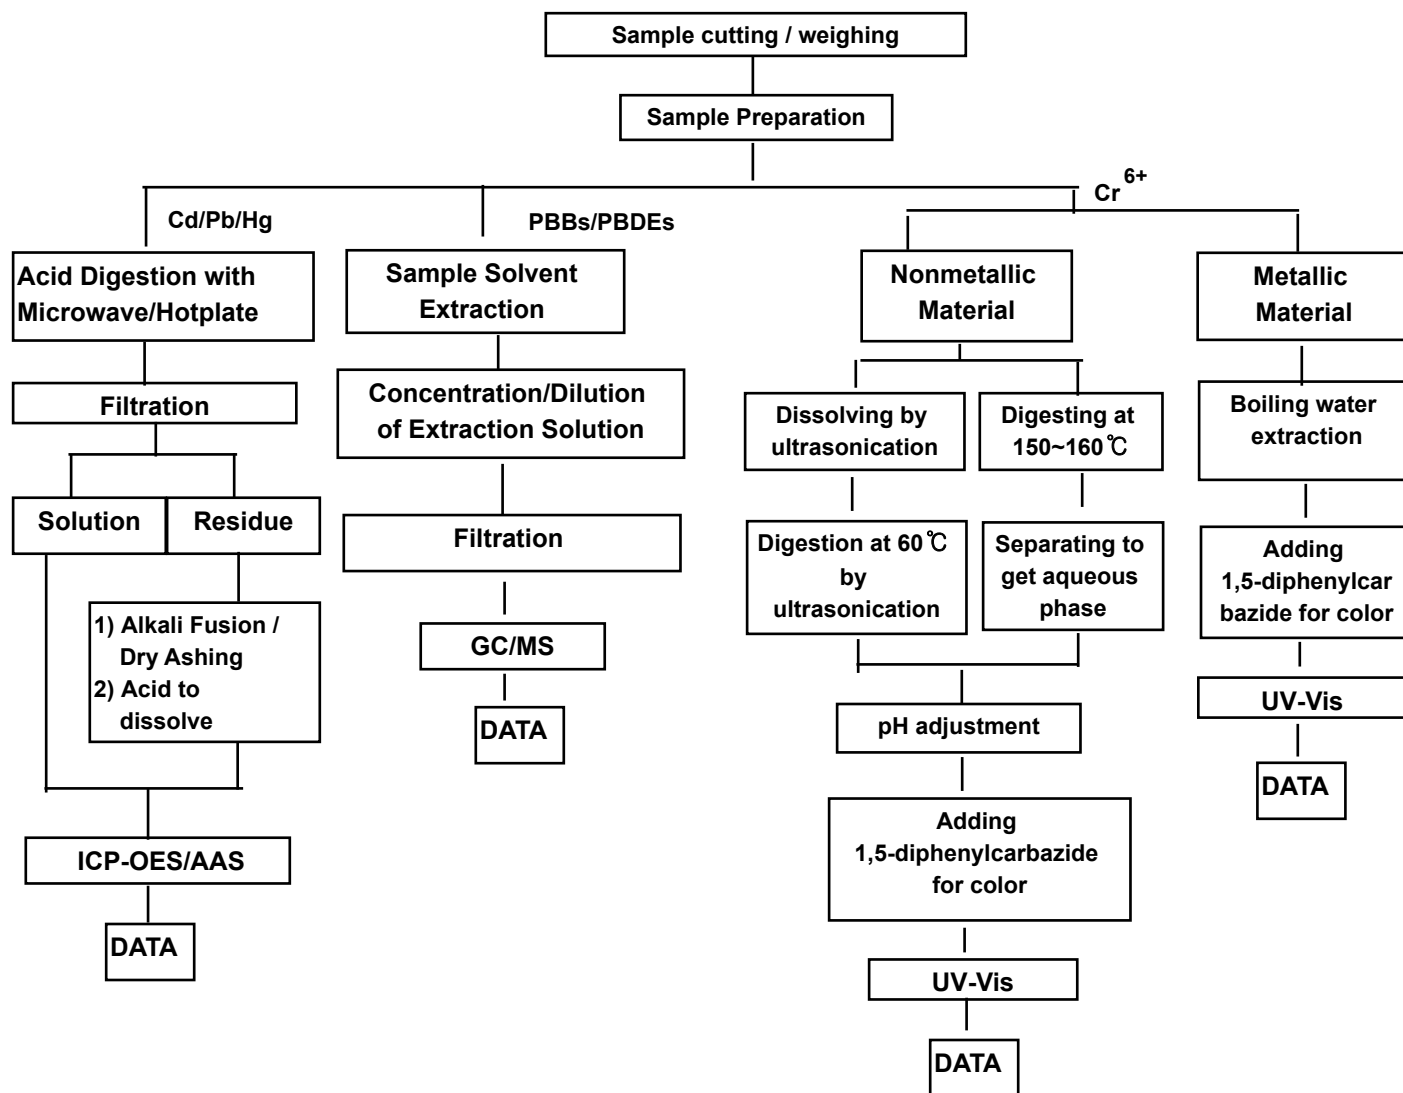 Sample cutting / weighing
Sample Preparation
Cr 6+
Cd/Pb/Hg
PBBs/PBDEs
Acid Digestion with
Microwave/Hotplate
Sample Solvent
Extraction
Nonmetallic
Material
Metallic
Material
Filtration
Concentration/Dilution
of Extraction Solution
Dissolving by
ultrasonication
Digesting at
150~160℃
Boiling water
extraction
Solution
Residue
Filtration
Digestion at 60℃
by
ultrasonication
Separating to
get aqueous
phase
Adding
1,5-diphenylcar
bazide for color
1) Alkali Fusion /
Dry Ashing
2) Acid to
dissolve
GC/MS
DATA
pH adjustment
UV-Vis
DATA
ICP-OES/AAS
DATA
Adding
1,5-diphenylcarbazide
for color
UV-Vis
DATA